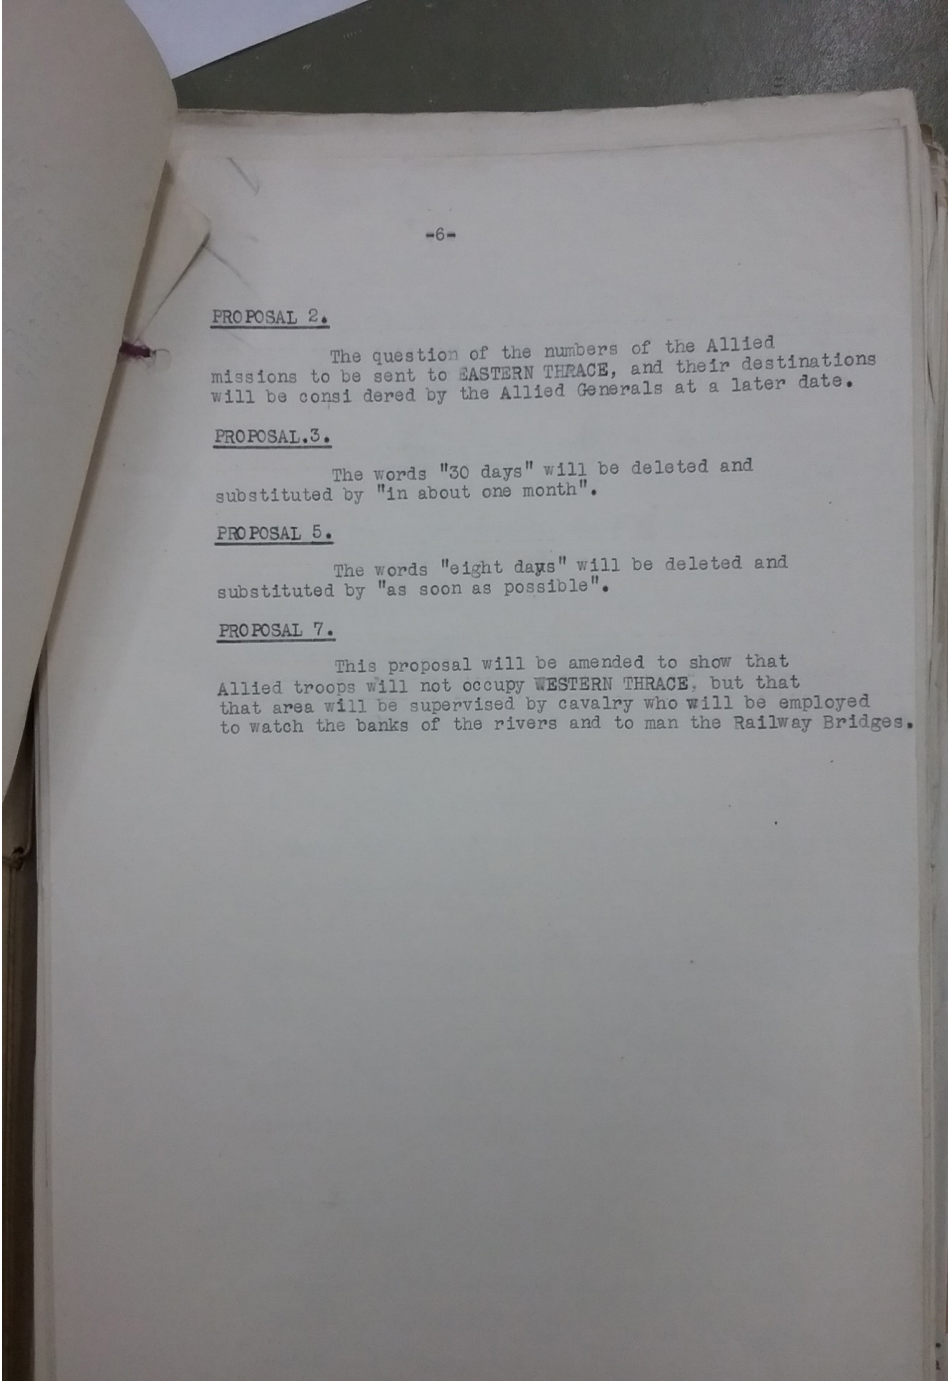 -6-
PROPOSAL 2.
The question of the numbers of the Allied
missions to be sent to EASTERN THRACE, and their destinations
will be consi dered by the Allied Generals at a later date.
PROPOSAL.3.
The words "30 days" will be deleted and
substituted by "in about one month".
PROPOSAL 5.
The words "eight days" will be deleted and
substituted by "as soon as possible".
PROPOSAL 7.
This proposal will be amended to show that
Allied troops will not occupy WESTERN THRACE, but that
that area will be supervised by cavalry who will be employed
to watch the banks of the rivers and to man the Railway Bridges.